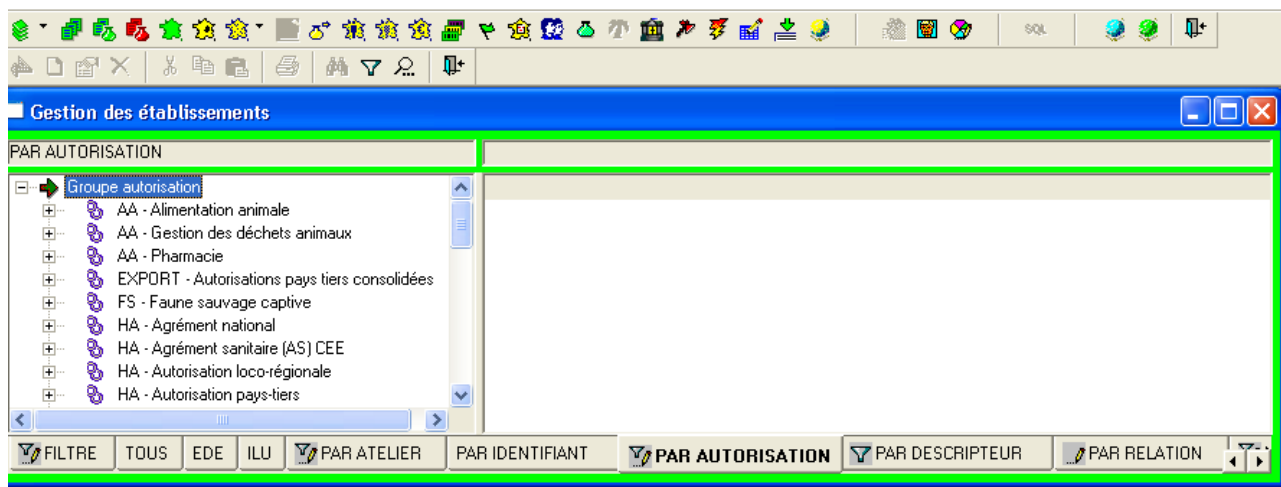 SQL
Gestion des établissements
PAR AUTORISATION
Groupe autorisation
AA - Alimentation animale
AA - Gestion des déchets animaux
AA - Pharmacie
EXPORT - Autorisations pays tiers consolidées
FS - Faune sauvage captive
HA - Agrément national
HA - Agrément sanitaire (AS) CEE
HA - Autorisation loco-régionale
HA - Autorisation pays-tiers
FILTRE TOUS EDE ILU PAR ATELIER PAR IDENTIFIANT PAR AUTORISATION PAR DESCRIPTEUR PAR RELATION